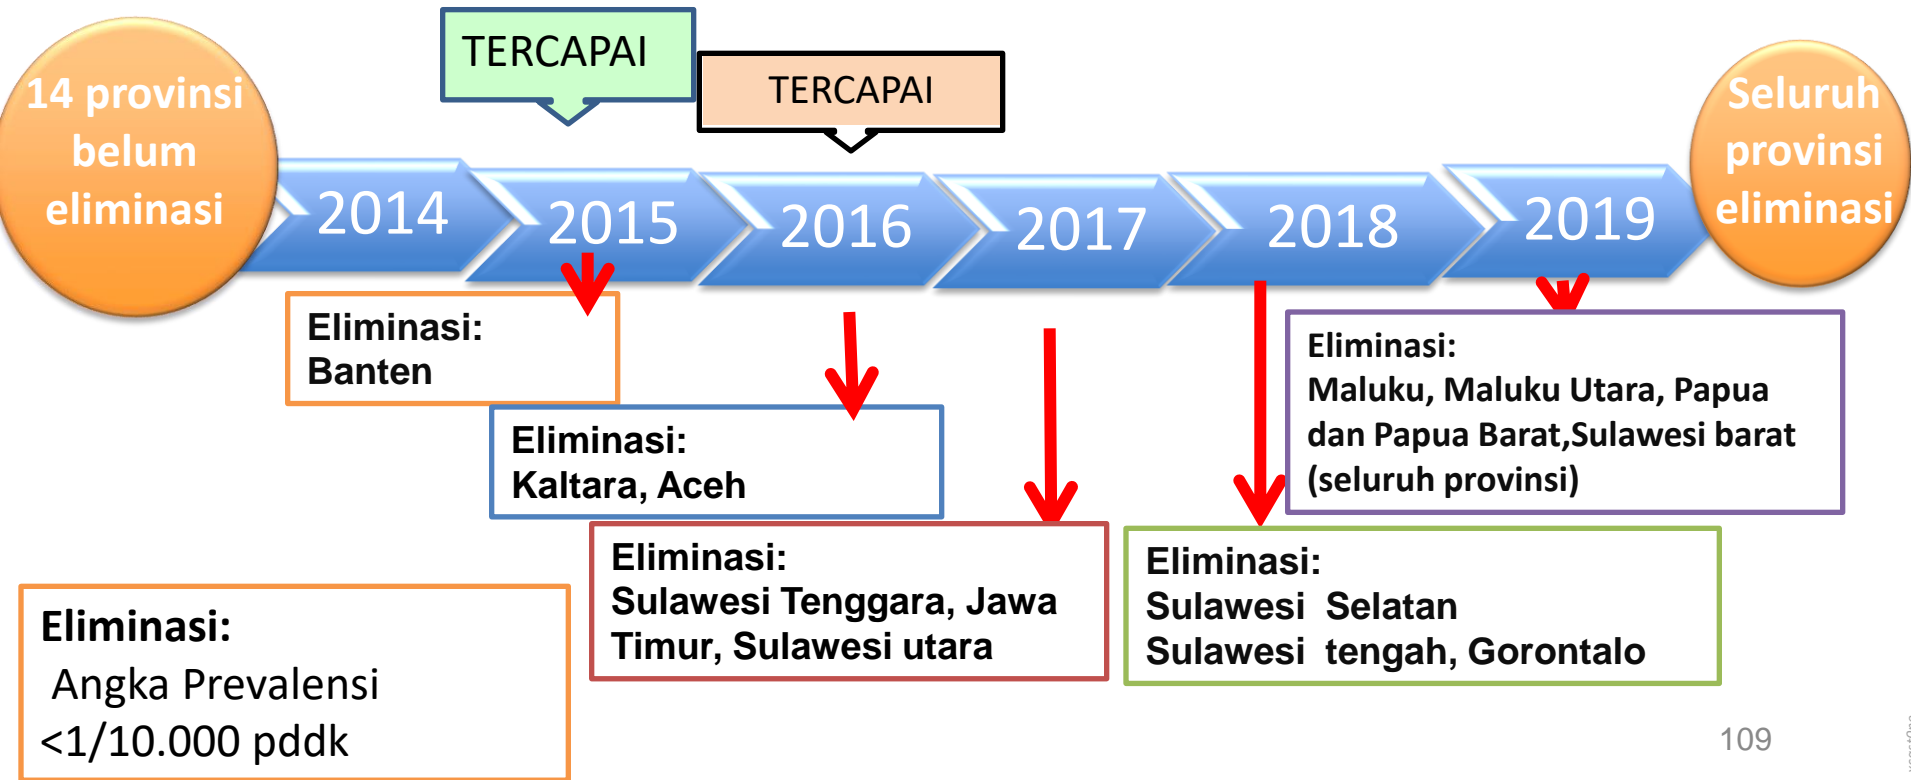 14 provinsi
belum
eliminasi
TERCAPAI
TERCAPAI
Seluruh
provinsi
eliminasi
2014
2015
2016
2017
2018
2019
Eliminasi:
Banten
Eliminasi:
Kaltara, Aceh
Eliminasi:
Sulawesi Tenggara, Jawa
Timur, Sulawesi utara
Eliminasi:
Sulawesi  Selatan
Sulawesi  tengah, Gorontalo
Eliminasi:
Maluku, Maluku Utara, Papua
dan Papua Barat,Sulawesi barat
(seluruh provinsi)
Eliminasi:
Angka Prevalensi
<1/10.000 pddk
109